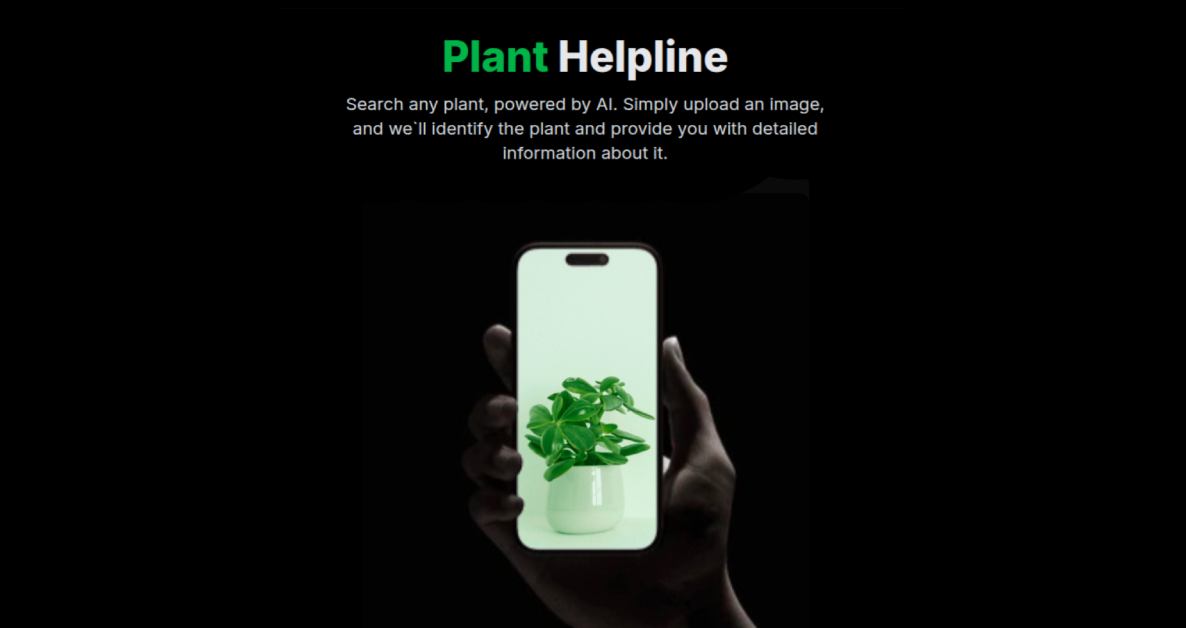 Plant Helpline
Search any plant, powered by AI. Simply upload an image,
and we`ll identify the plant and provide you with detailed
information about it.